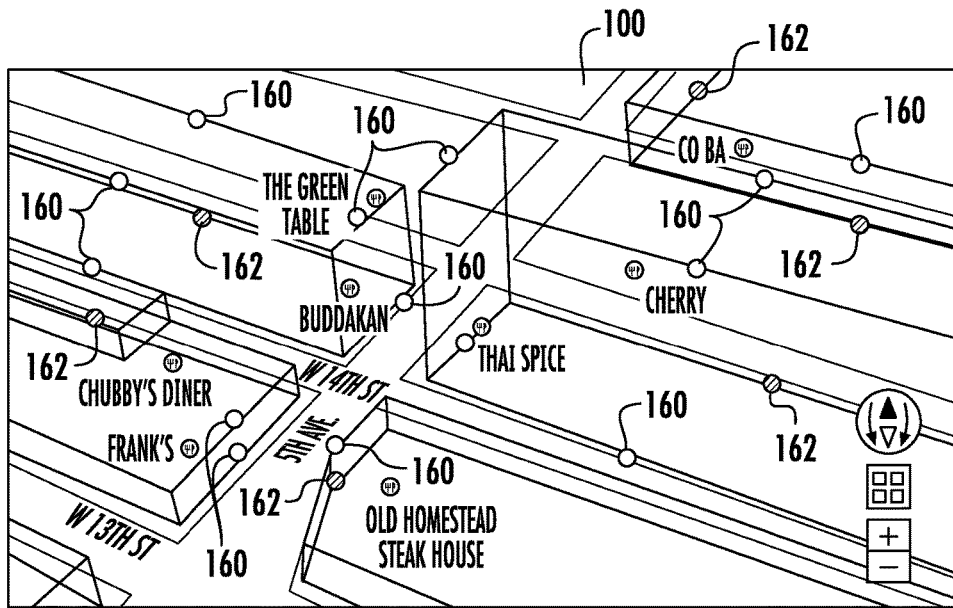 100
162
160
160
160
CO BA
THE GREEN
TABLE
160
160
162
162
160
BUDDAKAN
CHERRY
162
THAI SPICE
CHUBBY'S DINER
W 14TH ST
160
162
FRANK'S
5TH AVE.
160
162
W 13TH ST
160
OLD HOMESTEAD
STEAK HOUSE
+
−